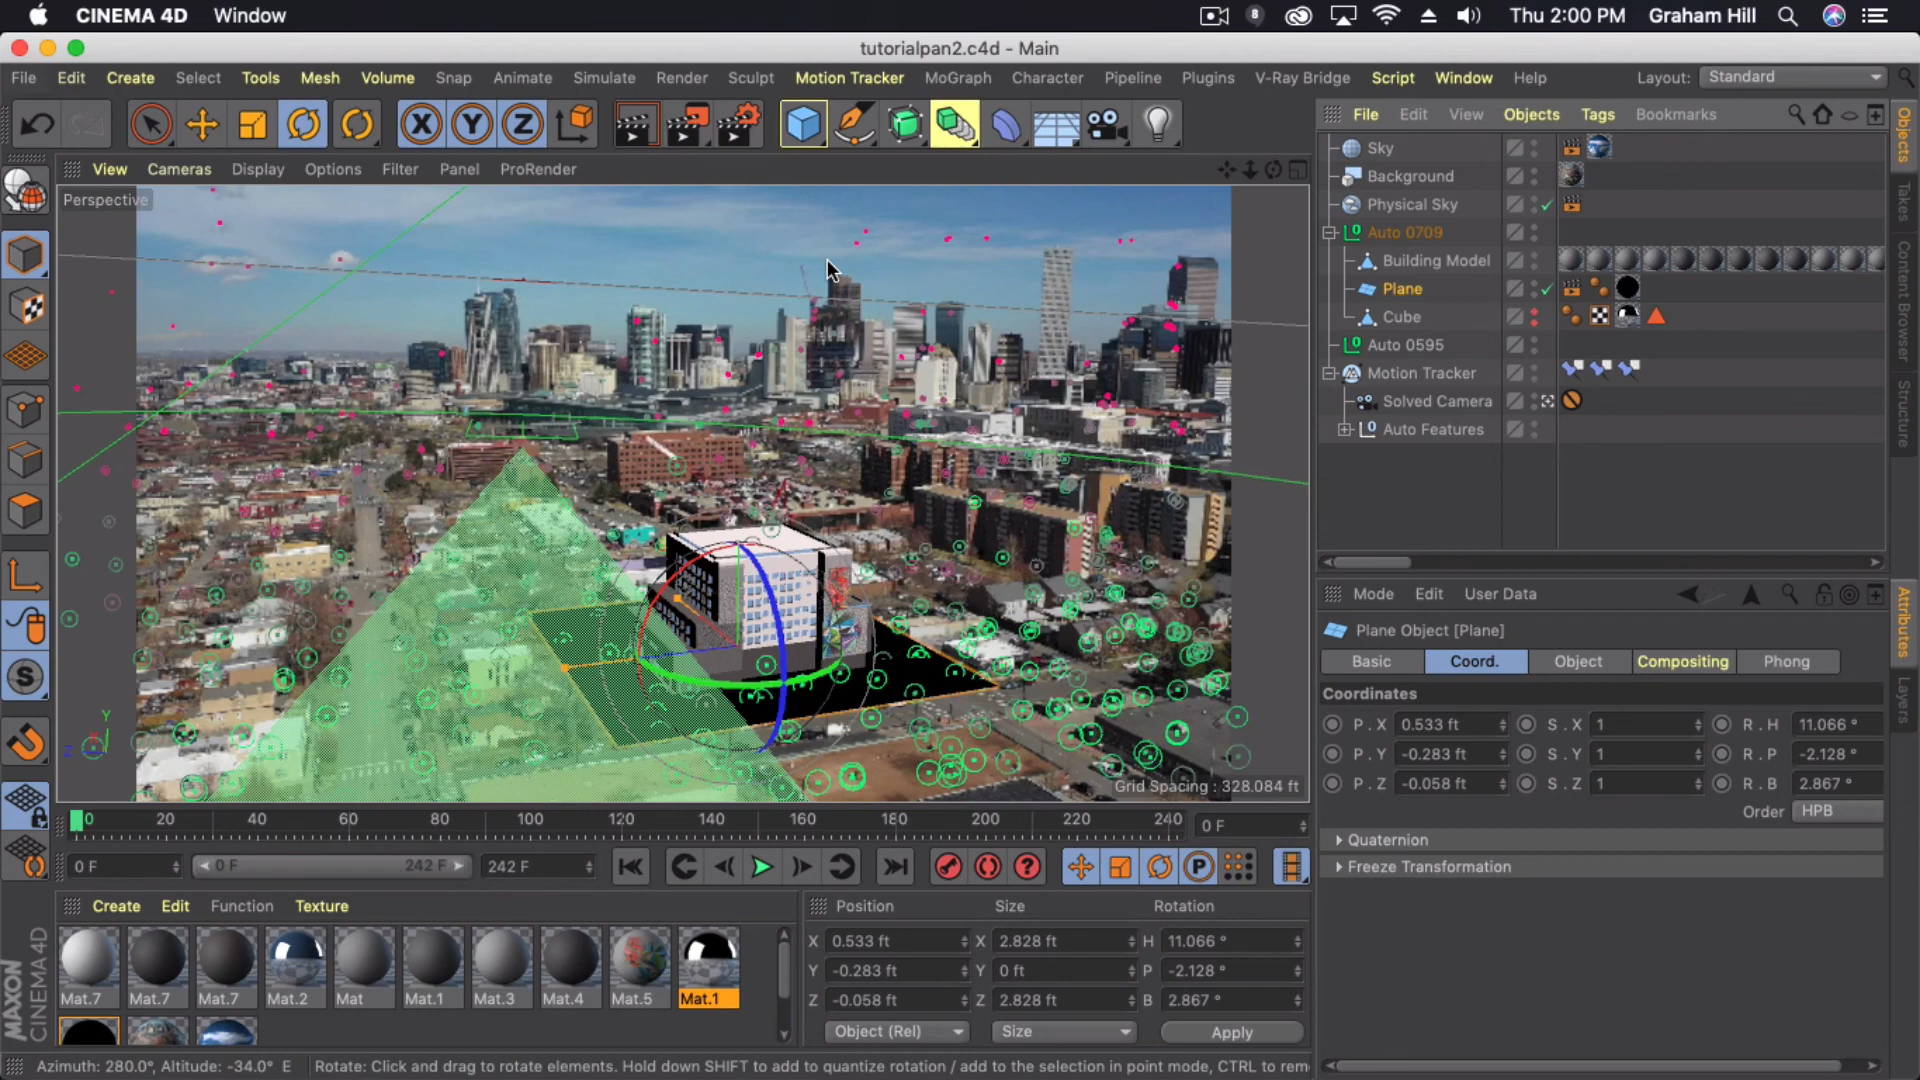 CINEMA 4D Window
8 Thu 2:00 PM Graham Hill
tutorialpan2.c4d - Main
File Edit Create Select Tools Mesh Volume Snap Animate Simulate Render Sculpt Motion Tracker MoGraph Character Pipeline Plugins V-Ray Bridge Script Window Help Layout: Standard
X Y Z
File Edit View Objects Tags Bookmarks
View Cameras Display Options Filter Panel ProRender
Perspective
Sky
Background
Physical Sky
Auto 0709
Building Model
Plane
Cube
Auto 0595
Motion Tracker
Solved Camera
Auto Features
Objects
Takes
Content Browser
Structure
Attributes
Layers
Mode Edit User Data
Plane Object [Plane]
Basic Coord. Object Compositing Phong
Coordinates
P . X 0.533 ft S . X 1 R . H 11.066 °
P . Y -0.283 ft S . Y 1 R . P -2.128 °
P . Z -0.058 ft S . Z 1 R . B 2.867 °
Order HPB
Quaternion
Freeze Transformation
Y
X
Z
Grid Spacing : 328.084 ft
0 20 40 60 80 100 120 140 160 180 200 220 240 0 F
0 F 0 F 242 F 242 F
Create Edit Function Texture
Mat.7 Mat.7 Mat.7 Mat.2 Mat Mat.1 Mat.3 Mat.4 Mat.5 Mat.1
Position Size Rotation
X 0.533 ft X 2.828 ft H 11.066 °
Y -0.283 ft Y 0 ft P -2.128 °
Z -0.058 ft Z 2.828 ft B 2.867 °
Object (Rel) Size Apply
MAXON
CINEMA 4D
Azimuth: 280.0°, Altitude: -34.0° E Rotate: Click and drag to rotate elements. Hold down SHIFT to add to quantize rotation / add to the selection in point mode, CTRL to rem